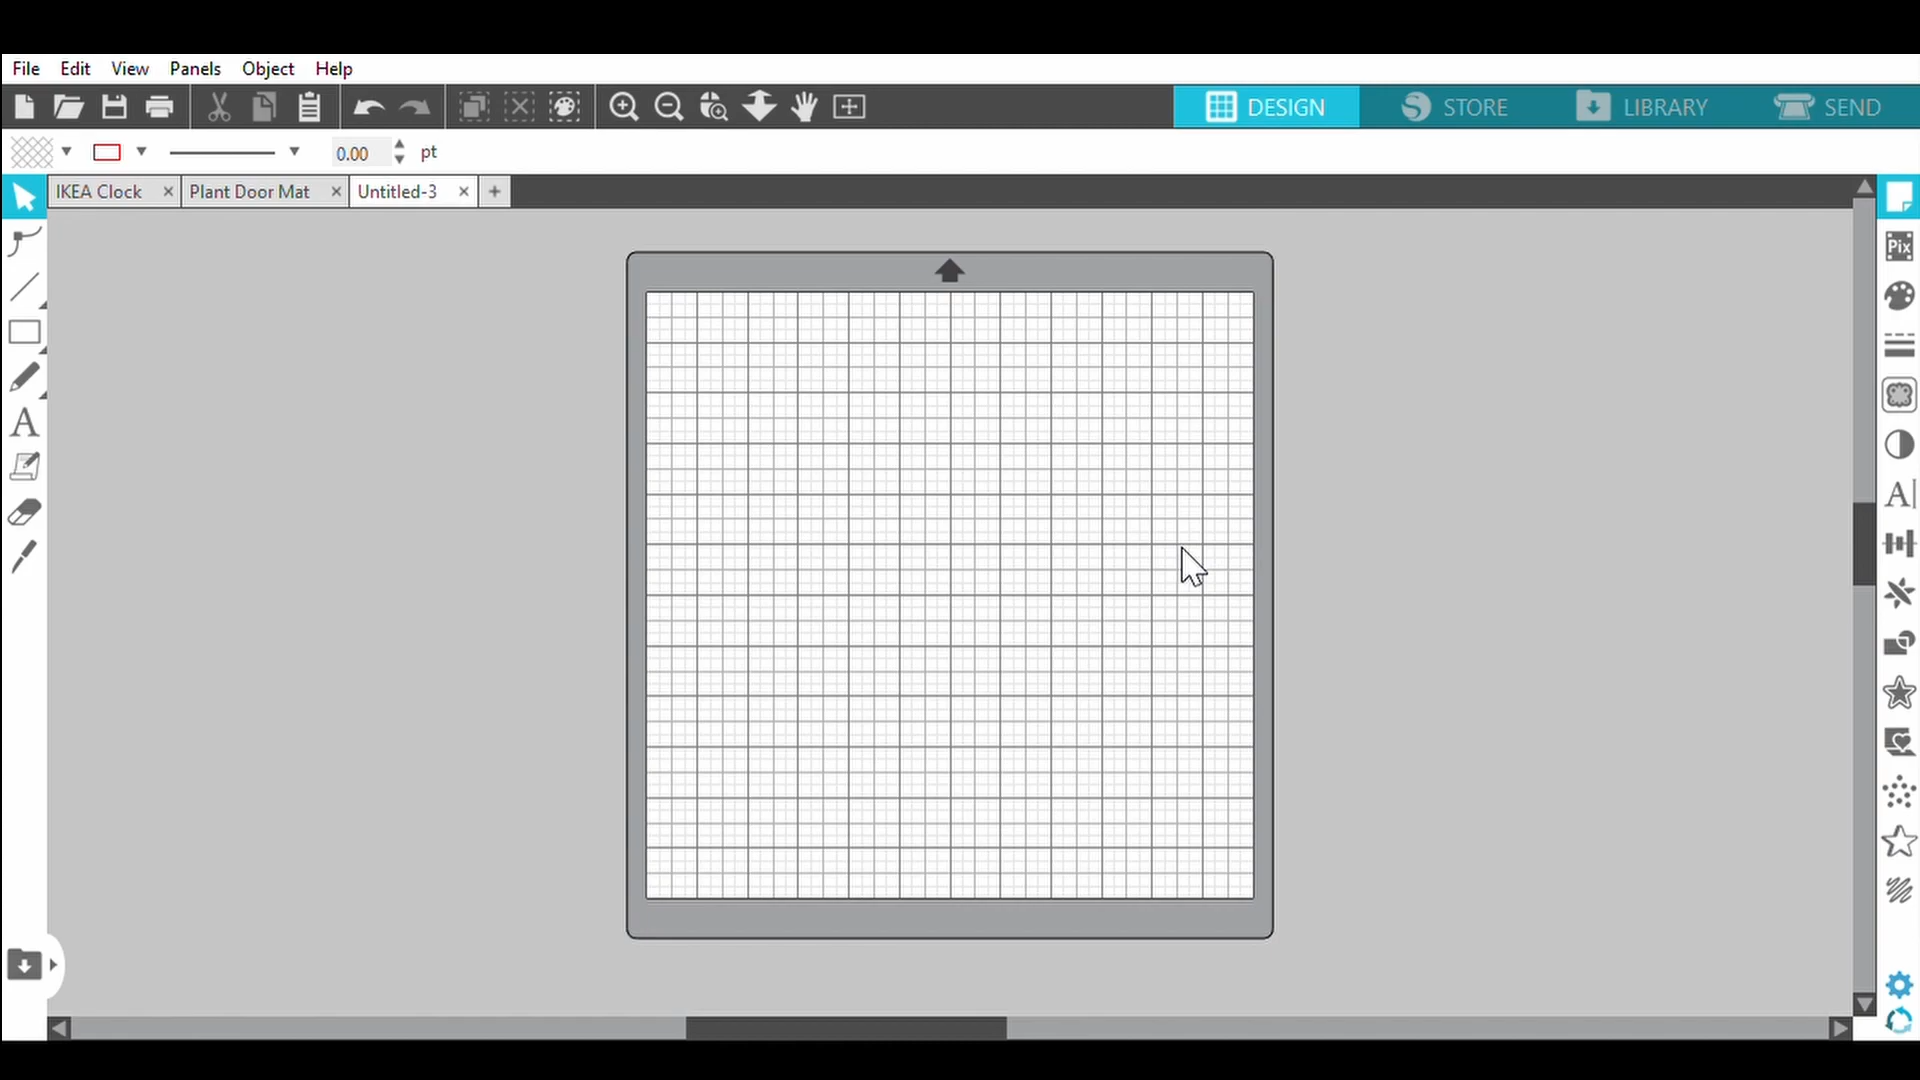 File Edit View Panels Object Help
DESIGN STORE LIBRARY SEND
0.00 pt
IKEA Clock Plant Door Mat Untitled-3
Pix
A
A